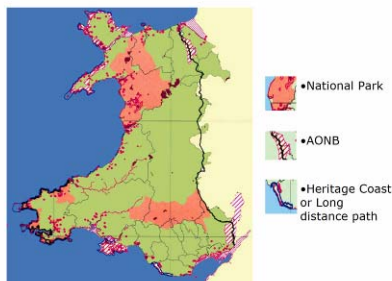 •National Park
•AONB
•Heritage Coast
or Long
distance path